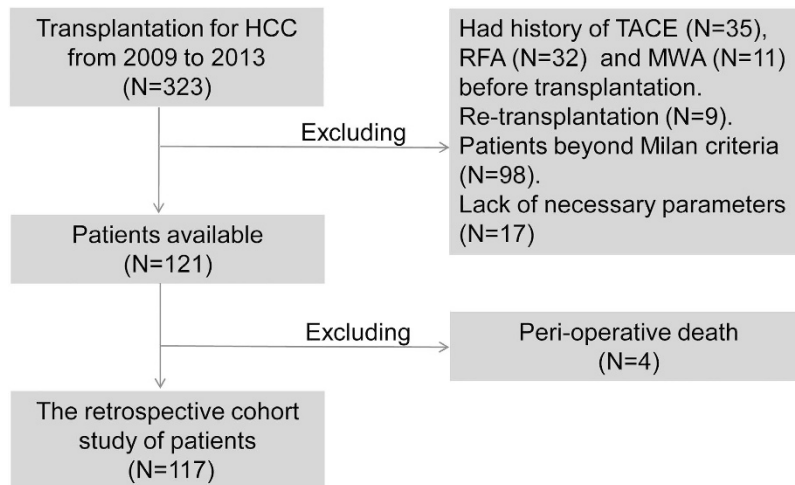 Transplantation for HCC
from 2009 to 2013
(N=323)
Excluding
Had history of TACE (N=35),
RFA (N=32) and MWA (N=11)
before transplantation.
Re-transplantation (N=9).
Patients beyond Milan criteria
(N=98).
Lack of necessary parameters
(N=17)
Patients available
(N=121)
Excluding
Peri-operative death
(N=4)
The retrospective cohort
study of patients
(N=117)